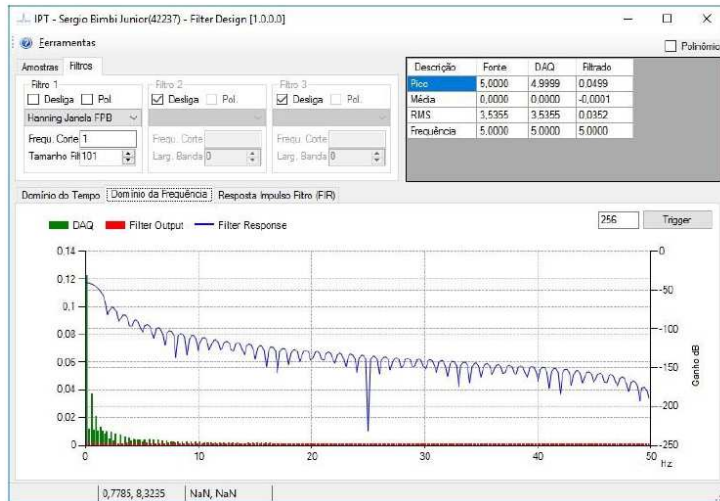 IPT - Sergio Bimbi Junior(42237) - Filter Design [1.0.0.0]
Ferramentas
Polinômio
Amostras Filtros
Filtro 1 Filtro 2 Filtro 3
Desliga Pol. Desliga Pol. Desliga Pol.
Hanning Janela FPB
Frequ. Corte 1 Frequ. Corte Frequ. Corte
Tamanho Filt 101 Larg. Banda 0 Larg. Banda 0
Descrição Fonte DAQ Filtrado
Pico 5,0000 4,9999 0,0499
Média 0,0000 0,0000 -0,0001
RMS 3,5355 3,5355 0,0352
Frequência 5,0000 5,0000 5,0000
Domínio do Tempo Domínio da Frequência Resposta Impulso Filtro (FIR)
DAQ Filter Output Filter Response
256 Trigger
0.14 0
0.12 -50
0.1
0.08 -100
0.06 -150
0.04
0.02 -200
0 -250
Ganho dB
0 10 20 30 40 50
Hz
0,7785, 8,3235 NaN, NaN